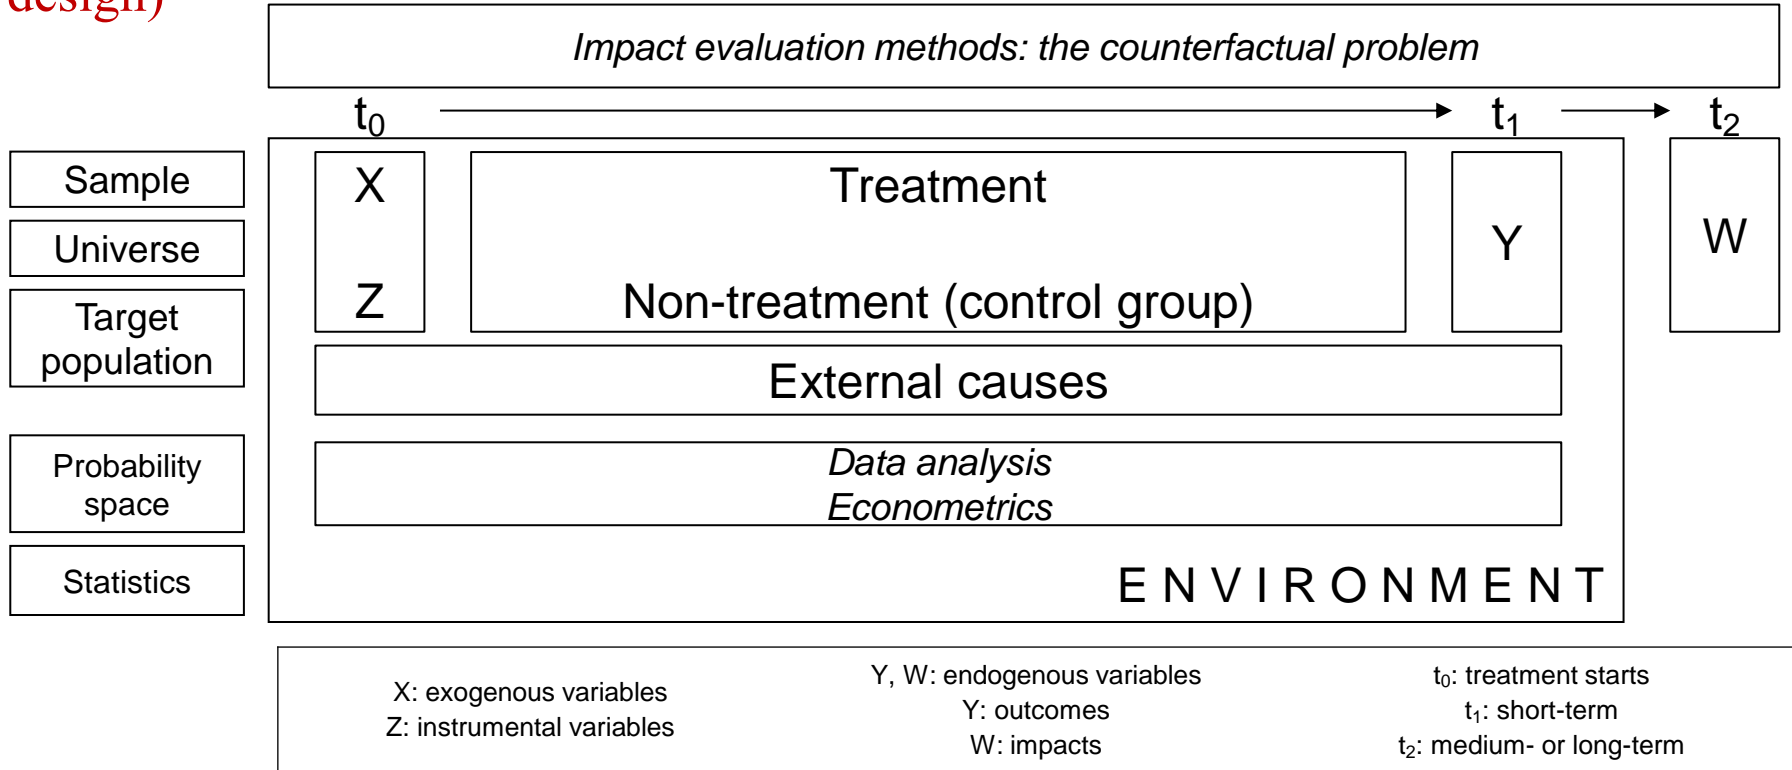 design)
Impact evaluation methods: the counterfactual problem
t₀ t₁ t₂
Sample
Universe
Target
population
Probability
space
Statistics
X
Z
Treatment
Non-treatment (control group)
Y
W
External causes
Data analysis
Econometrics
ENVIRONMENT
X: exogenous variables
Z: instrumental variables
Y, W: endogenous variables
Y: outcomes
W: impacts
t₀: treatment starts
t₁: short-term
t₂: medium- or long-term